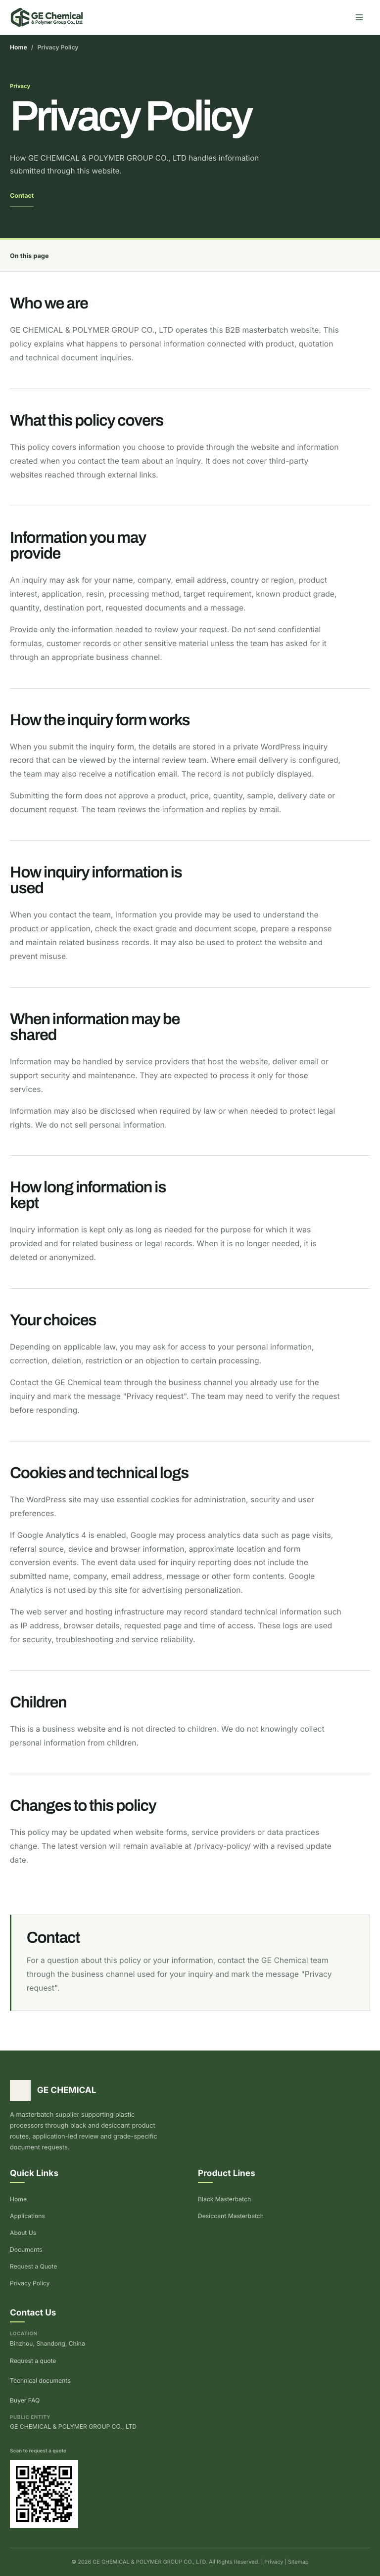 GE Chemical
& Polymer Group Co., Ltd.
Home / Privacy Policy
Privacy
Privacy Policy
How GE CHEMICAL & POLYMER GROUP CO., LTD handles information
submitted through this website.
Contact
On this page
Who we are
GE CHEMICAL & POLYMER GROUP CO., LTD operates this B2B masterbatch website. This
policy explains what happens to personal information connected with product, quotation
and technical document inquiries.
What this policy covers
This policy covers information you choose to provide through the website and information
created when you contact the team about an inquiry. It does not cover third-party
websites reached through external links.
Information you may
provide
An inquiry may ask for your name, company, email address, country or region, product
interest, application, resin, processing method, target requirement, known product grade,
quantity, destination port, requested documents and a message.
Provide only the information needed to review your request. Do not send confidential
formulas, customer records or other sensitive material unless the team has asked for it
through an appropriate business channel.
How the inquiry form works
When you submit the inquiry form, the details are stored in a private WordPress inquiry
record that can be viewed by the internal review team. Where email delivery is configured,
the team may also receive a notification email. The record is not publicly displayed.
Submitting the form does not approve a product, price, quantity, sample, delivery date or
document request. The team reviews the information and replies by email.
How inquiry information is
used
When you contact the team, information you provide may be used to understand the
product or application, check the exact grade and document scope, prepare a response
and maintain related business records. It may also be used to protect the website and
prevent misuse.
When information may be
shared
Information may be handled by service providers that host the website, deliver email or
support security and maintenance. They are expected to process it only for those
services.
Information may also be disclosed when required by law or when needed to protect legal
rights. We do not sell personal information.
How long information is
kept
Inquiry information is kept only as long as needed for the purpose for which it was
provided and for related business or legal records. When it is no longer needed, it is
deleted or anonymized.
Your choices
Depending on applicable law, you may ask for access to your personal information,
correction, deletion, restriction or an objection to certain processing.
Contact the GE Chemical team through the business channel you already use for the
inquiry and mark the message "Privacy request". The team may need to verify the request
before responding.
Cookies and technical logs
The WordPress site may use essential cookies for administration, security and user
preferences.
If Google Analytics 4 is enabled, Google may process analytics data such as page visits,
referral source, device and browser information, approximate location and form
conversion events. The event data used for inquiry reporting does not include the
submitted name, company, email address, message or other form contents. Google
Analytics is not used by this site for advertising personalization.
The web server and hosting infrastructure may record standard technical information such
as IP address, browser details, requested page and time of access. These logs are used
for security, troubleshooting and service reliability.
Children
This is a business website and is not directed to children. We do not knowingly collect
personal information from children.
Changes to this policy
This policy may be updated when website forms, service providers or data practices
change. The latest version will remain available at /privacy-policy/ with a revised update
date.
Contact
For a question about this policy or your information, contact the GE Chemical team
through the business channel used for your inquiry and mark the message "Privacy
request".
GE CHEMICAL
A masterbatch supplier supporting plastic
processors through black and desiccant product
routes, application-led review and grade-specific
document requests.
Quick Links
Home
Applications
About Us
Documents
Request a Quote
Privacy Policy
Product Lines
Black Masterbatch
Desiccant Masterbatch
Contact Us
LOCATION
Binzhou, Shandong, China
Request a quote
Technical documents
Buyer FAQ
PUBLIC ENTITY
GE CHEMICAL & POLYMER GROUP CO., LTD
Scan to request a quote
© 2026 GE CHEMICAL & POLYMER GROUP CO., LTD. All Rights Reserved. | Privacy | Sitemap